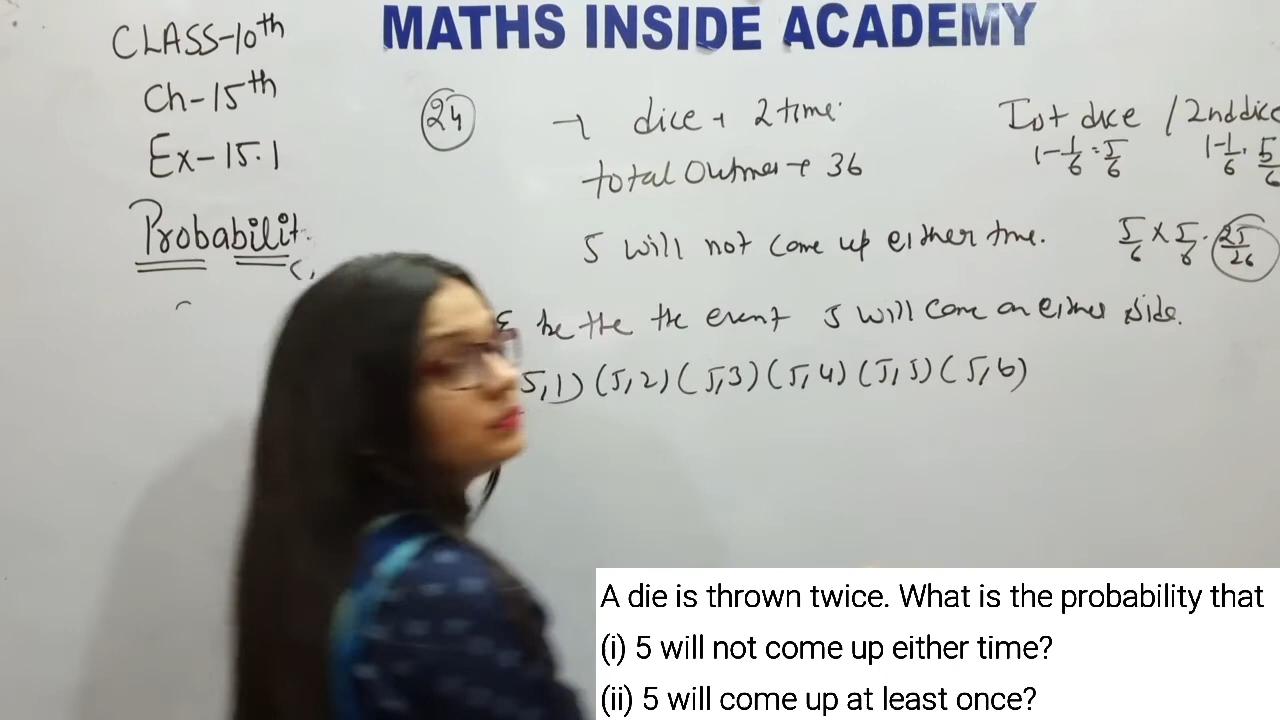 MATHS INSIDE ACADEMY
CLASS-10th
Ch-15th
Ex-15.1
Probabilit
24 → dice → 2 time
total Outmes → 36
Ist dice / 2nd dice
1-1/6=5/6 1-1/6. 5/6
5 will not come up either time. 5/6 × 5/6 . 25/26
E be the the event 5 will come on either side.
5,1) (5,2) (5,3) (5,4) (5,5) (5,6)
A die is thrown twice. What is the probability that
(i) 5 will not come up either time?
(ii) 5 will come up at least once?